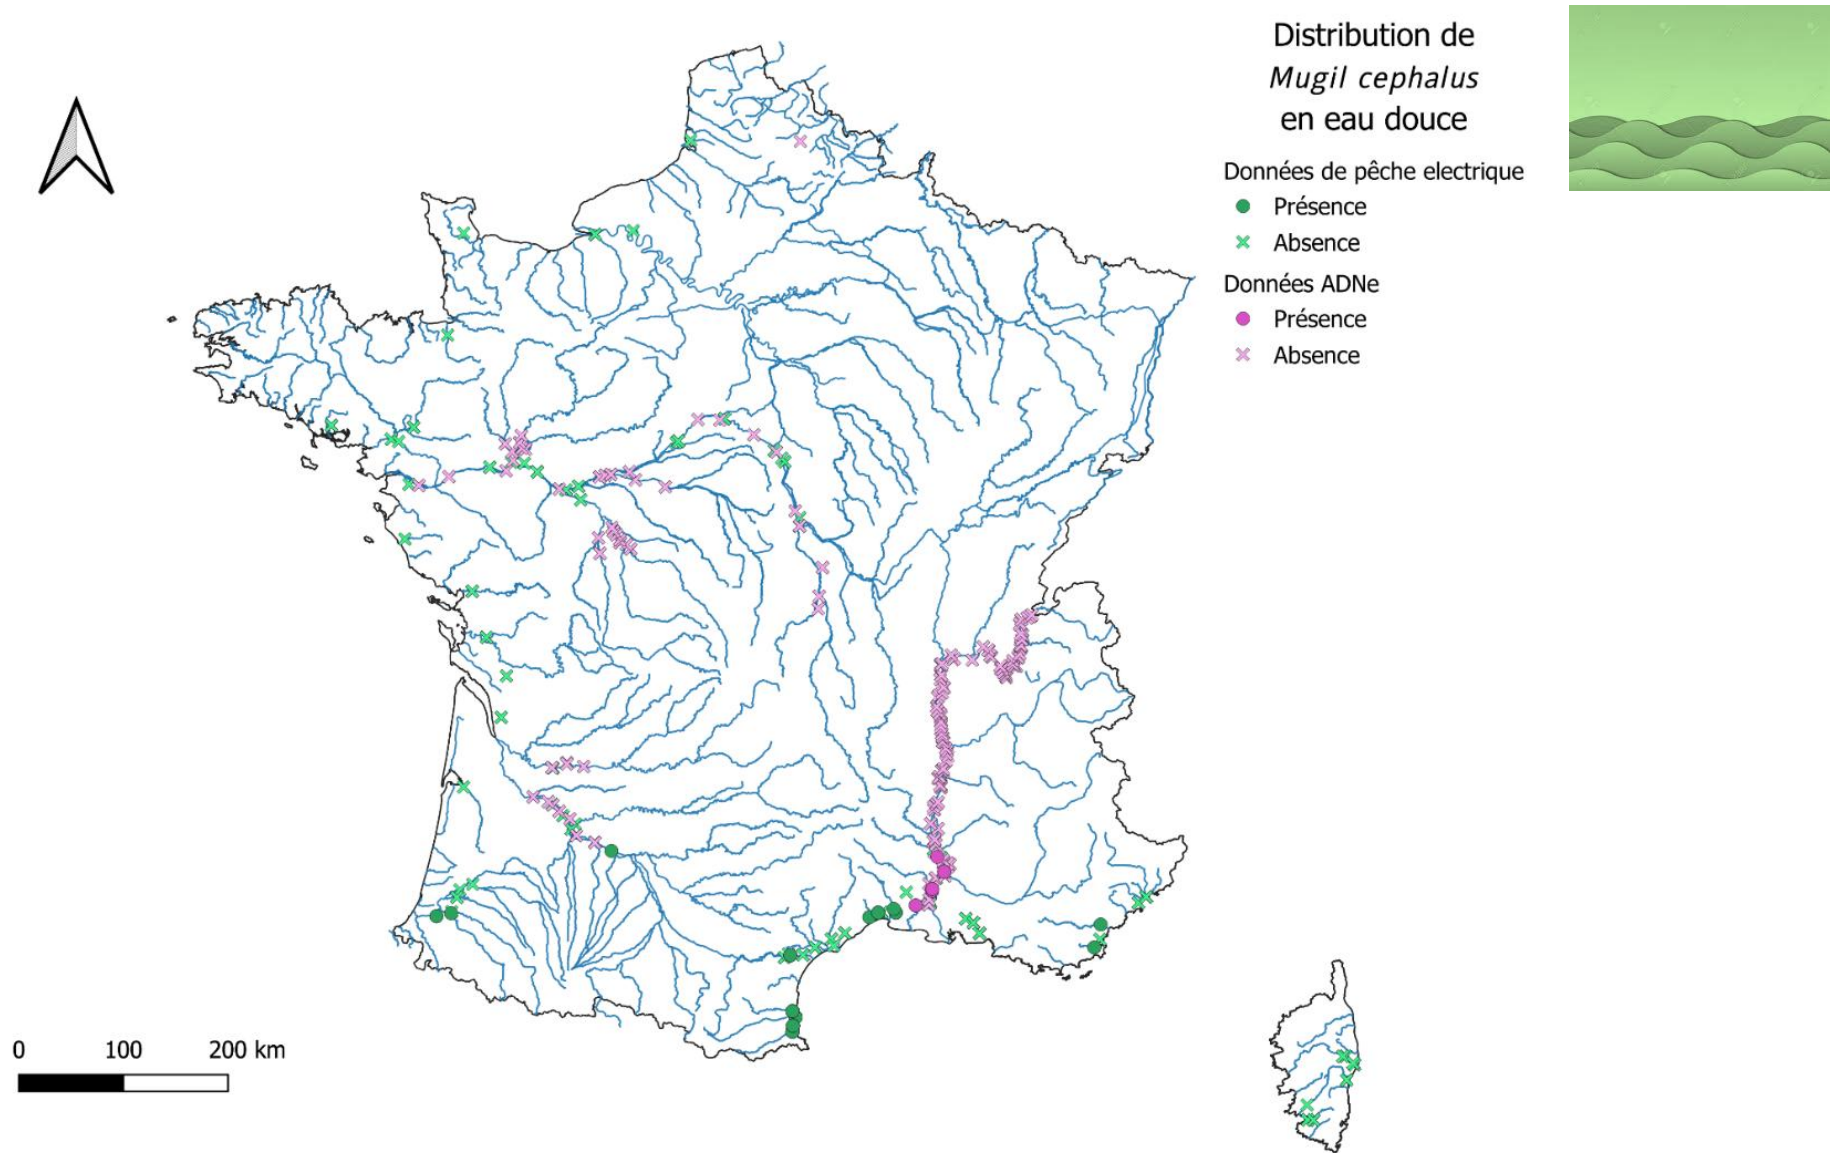 Distribution de
Mugil cephalus
en eau douce
Données de pêche electrique
Présence
Absence
Données ADNe
Présence
Absence
0 100 200 km